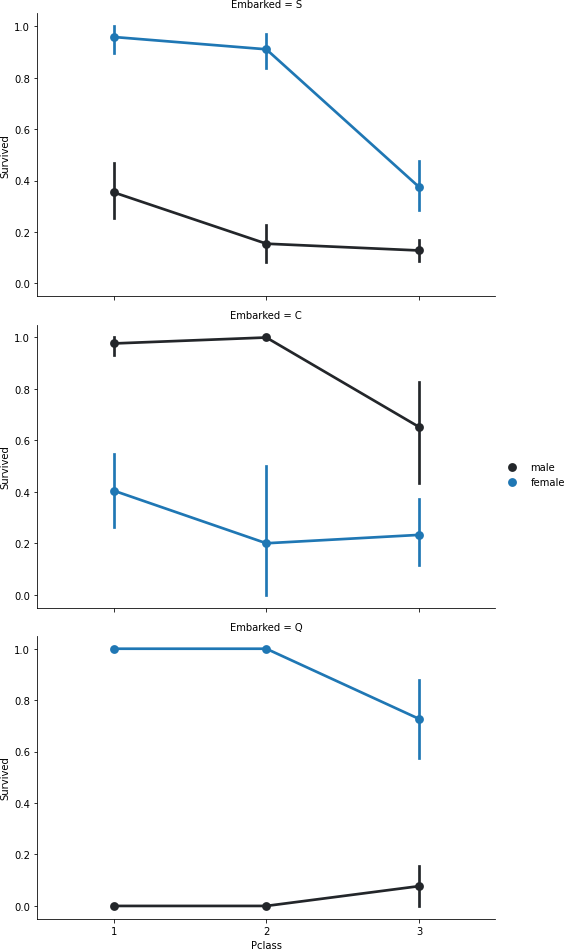 Embarked = S
1.0
0.8
0.6
0.4
0.2
0.0
Survived
Embarked = C
1.0
0.8
0.6
0.4
0.2
0.0
Survived
male
female
Embarked = Q
1.0
0.8
0.6
0.4
0.2
0.0
Survived
1 2 3
Pclass